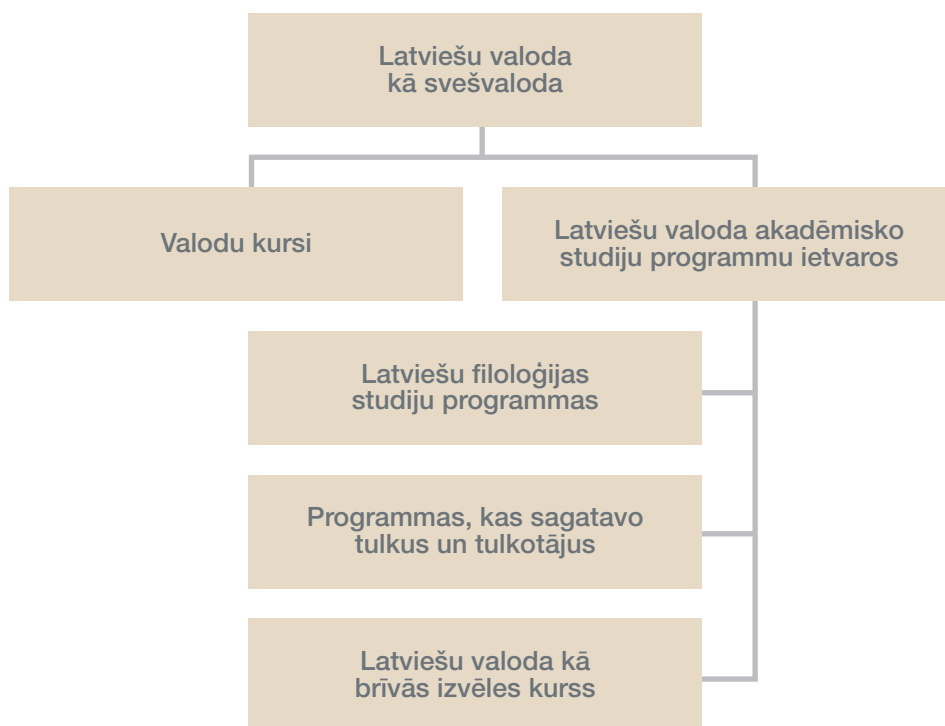 Latviešu valoda
kā svešvaloda
Valodu kursi
Latviešu valoda akadēmisko
studiju programmu ietvaros
Latviešu filoloģijas
studiju programmas
Programmas, kas sagatavo
tulkus un tulkotājus
Latviešu valoda kā
brīvās izvēles kurss